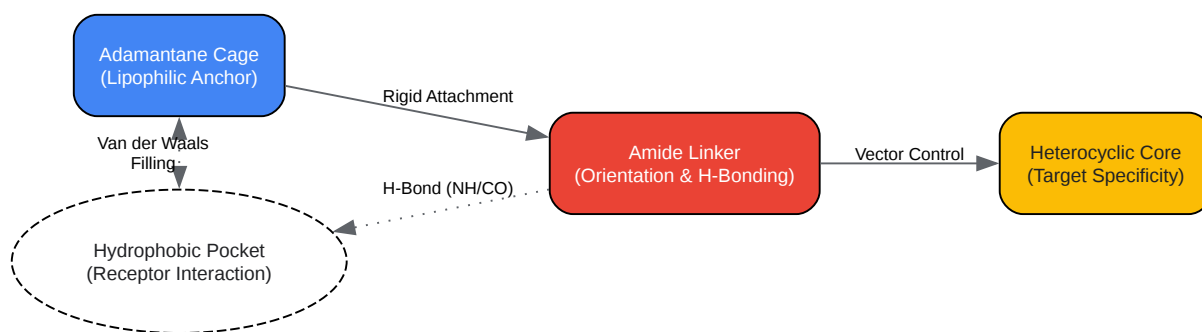 Adamantane Cage
(Lipophilic Anchor)
Rigid Attachment
Van der Waals
Filling
Amide Linker
(Orientation & H-Bonding)
Vector Control
Heterocyclic Core
(Target Specificity)
H-Bond (NH/CO)
Hydrophobic Pocket
(Receptor Interaction)